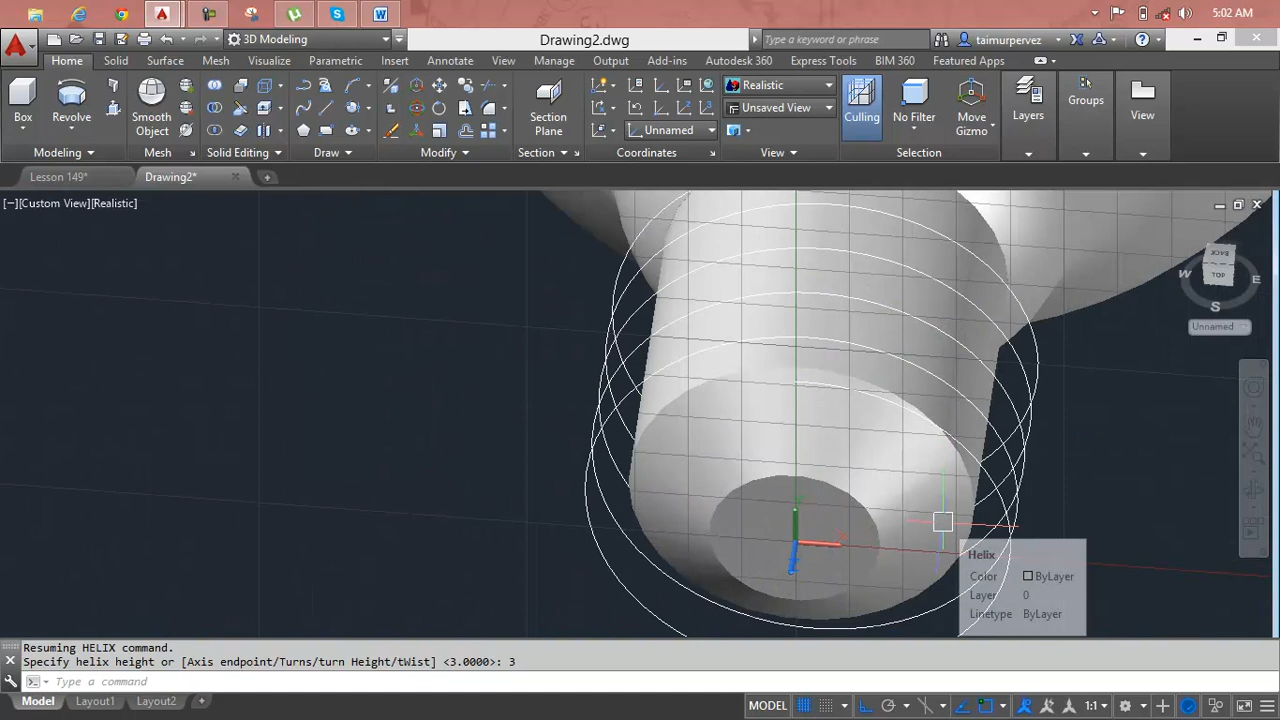 5:02 AM
3D Modeling
Drawing2.dwg
Type a keyword or phrase
taimurpervez
Home Solid Surface Mesh Visualize Parametric Insert Annotate View Manage Output Add-ins Autodesk 360 Express Tools BIM 360 Featured Apps
Box
Revolve
Smooth
Object
Section
Plane
Realistic
Unsaved View
Unnamed
Culling
No Filter
Move
Gizmo
Layers
Groups
View
Modeling Mesh Solid Editing Draw Modify Section Coordinates View Selection
Lesson 149* Drawing2*
[−][Custom View][Realistic]
BACK
TOP
W E
S
Unnamed
Helix
Color ByLayer
Layer 0
Linetype ByLayer
Resuming HELIX command.
Specify helix height or [Axis endpoint/Turns/turn Height/tWist] <3.0000>: 3
Type a command
Model Layout1 Layout2
MODEL 1:1